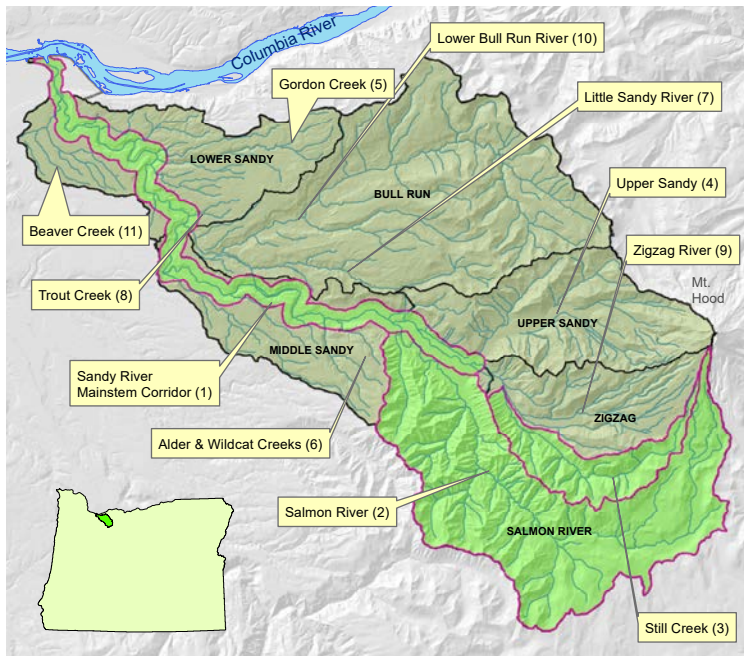 Columbia River
Lower Bull Run River (10)
Gordon Creek (5)
Little Sandy River (7)
LOWER SANDY
BULL RUN
Upper Sandy (4)
Beaver Creek (11)
Zigzag River (9)
Trout Creek (8)
Mt.
Hood
UPPER SANDY
MIDDLE SANDY
Sandy River
Mainstem Corridor (1)
ZIGZAG
Alder & Wildcat Creeks (6)
Salmon River (2)
SALMON RIVER
Still Creek (3)